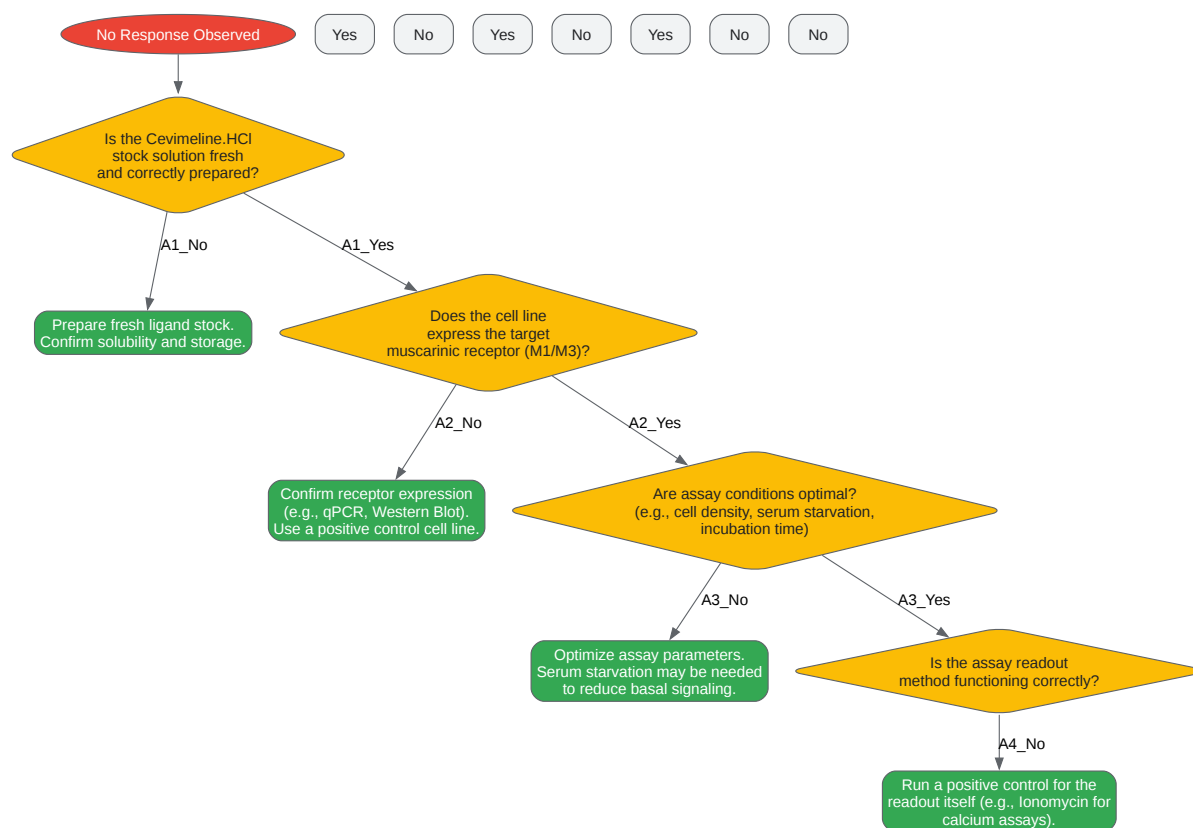 No Response Observed
Yes
No
Yes
No
Yes
No
No
Is the Cevimeline.HCl
stock solution fresh
and correctly prepared?
A1_No
A1_Yes
Prepare fresh ligand stock.
Confirm solubility and storage.
Does the cell line
express the target
muscarinic receptor (M1/M3)?
A2_No
A2_Yes
Confirm receptor expression
(e.g., qPCR, Western Blot).
Use a positive control cell line.
Are assay conditions optimal?
(e.g., cell density, serum starvation,
incubation time)
A3_No
A3_Yes
Optimize assay parameters.
Serum starvation may be needed
to reduce basal signaling.
Is the assay readout
method functioning correctly?
A4_No
Run a positive control for the
readout itself (e.g., Ionomycin for
calcium assays).